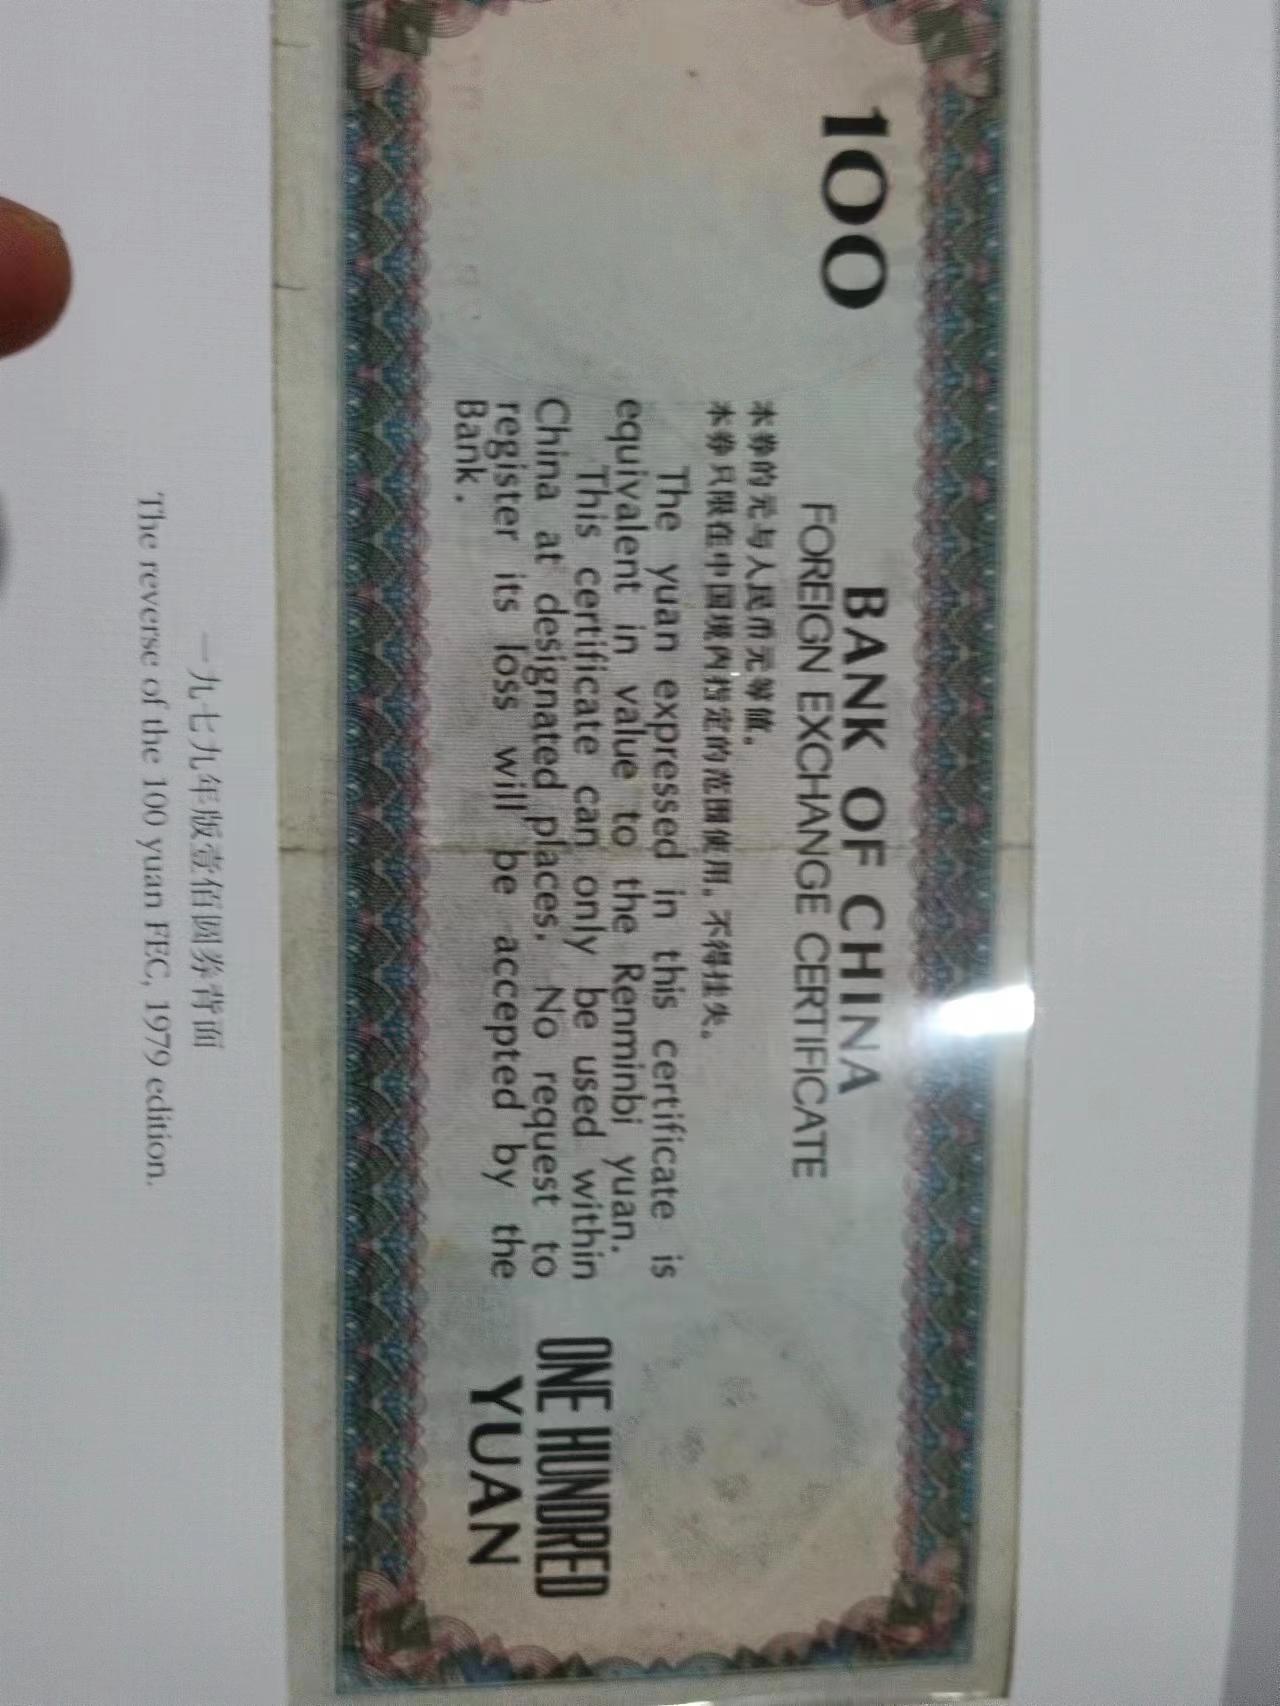 100
BANK OF CHINA
FOREIGN EXCHANGE CERTIFICATE
本券的元与人民币元等值。
本券只限在中国境内指定的范围使用。不得挂失。
The yuan expressed in this certificate is
equivalent in value to the Renminbi yuan.
This certificate can only be used within
China at designated places. No request to
register its loss will be accepted by the
Bank.
ONE HUNDRED
YUAN
一九七九年版壹佰圆券背面
The reverse of the 100 yuan FEC, 1979 edition.